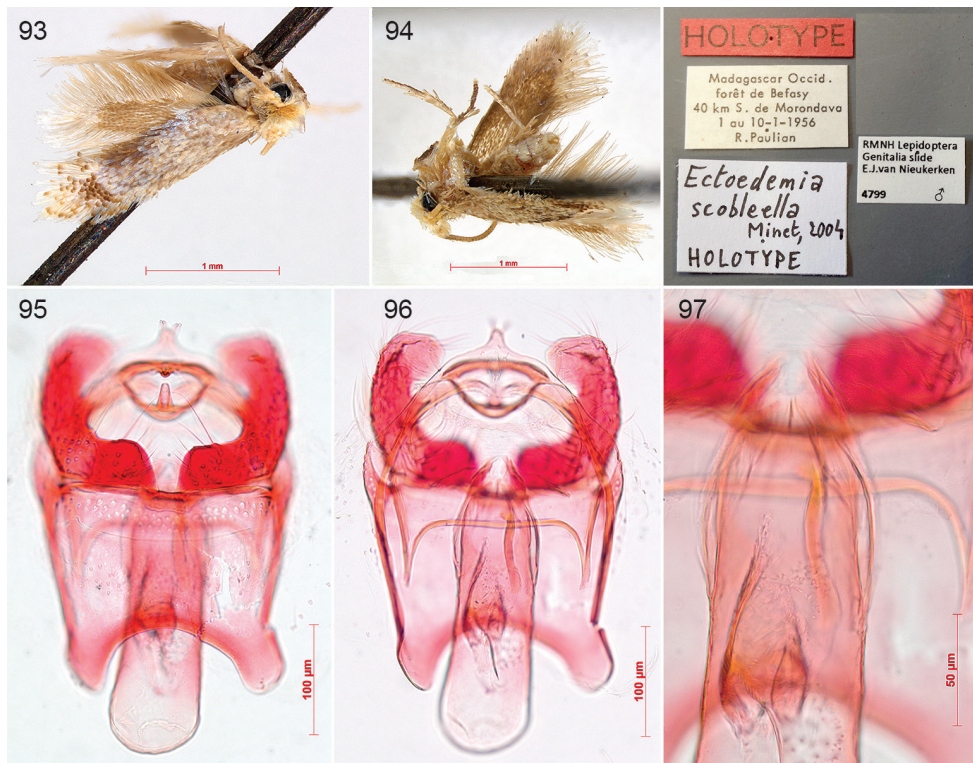 93
1 mm
94
1 mm
HOLOTYPE
Madagascar Occid.
forêt de Befasy
40 km S. de Morondava
1 au 10-1-1956
R. Paulian
Ectoedemia
scobleella
Minet, 2004
HOLOTYPE
RMNH Lepidoptera
Genitalia slide
E.J.van Nieukerken
4799 ♂
95
100 µm
96
100 µm
97
50 µm